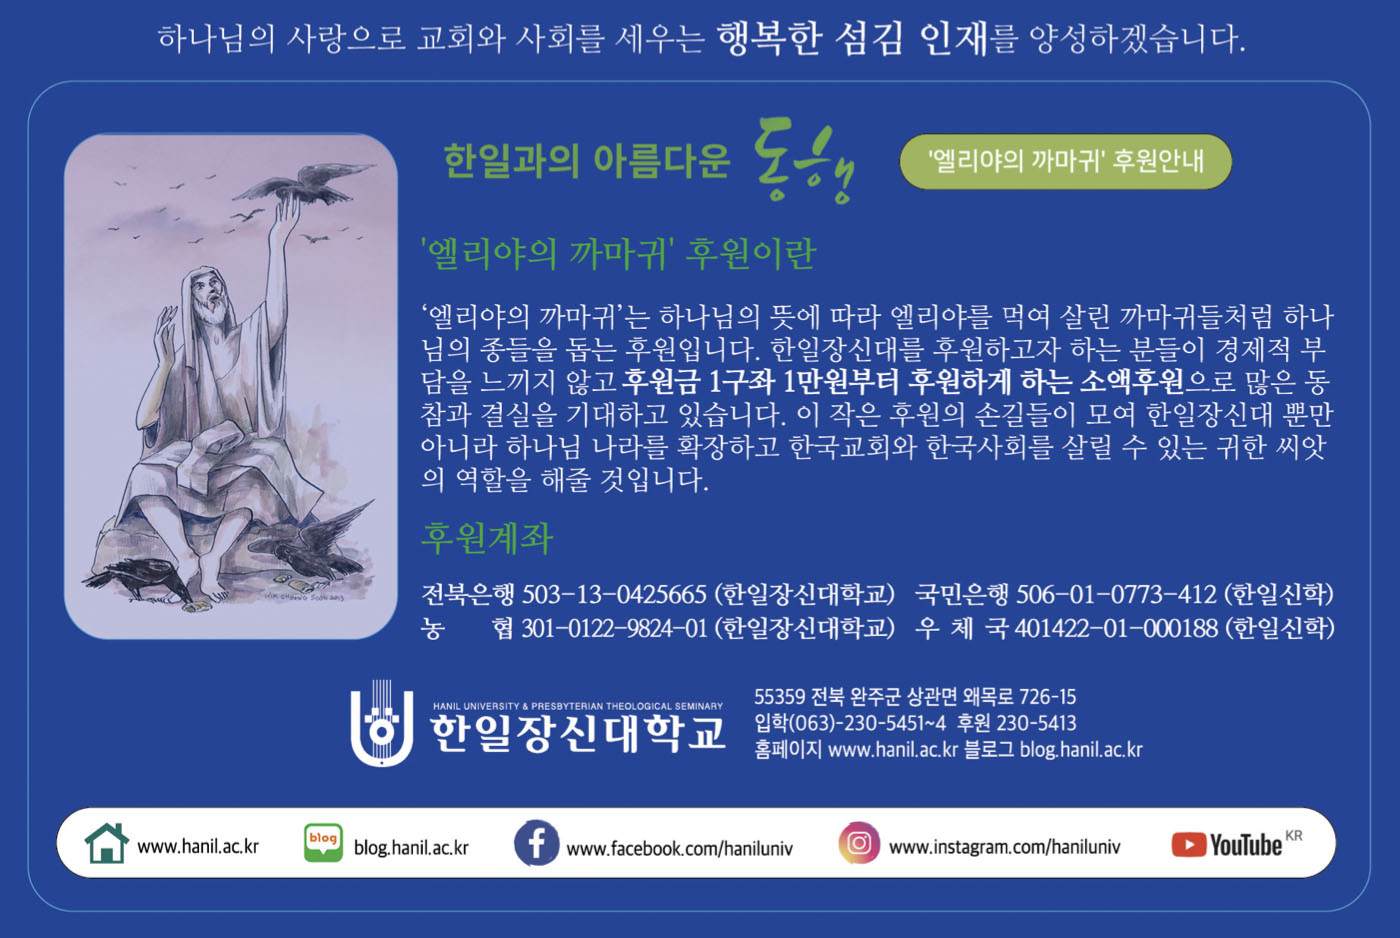 하나님의 사랑으로 교회와 사회를 세우는 행복한 섬김 인재를 양성하겠습니다.
한일과의 아름다운 동행
'엘리야의 까마귀' 후원안내
'엘리야의 까마귀' 후원이란
‘엘리야의 까마귀’는 하나님의 뜻에 따라 엘리야를 먹여 살린 까마귀들처럼 하나
님의 종들을 돕는 후원입니다. 한일장신대를 후원하고자 하는 분들이 경제적 부
담을 느끼지 않고 후원금 1구좌 1만원부터 후원하게 하는 소액후원으로 많은 동
참과 결실을 기대하고 있습니다. 이 작은 후원의 손길들이 모여 한일장신대 뿐만
아니라 하나님 나라를 확장하고 한국교회와 한국사회를 살릴 수 있는 귀한 씨앗
의 역할을 해줄 것입니다.
KIM CHOONG SOON 2013
후원계좌
전북은행 503-13-0425665 (한일장신대학교) 국민은행 506-01-0773-412 (한일신학)
농 협 301-0122-9824-01 (한일장신대학교) 우 체 국 401422-01-000188 (한일신학)
HANIL UNIVERSITY & PRESBYTERIAN THEOLOGICAL SEMINARY
한일장신대학교
55359 전북 완주군 상관면 왜목로 726-15
입학(063)-230-5451~4 후원 230-5413
홈페이지 www.hanil.ac.kr 블로그 blog.hanil.ac.kr
www.hanil.ac.kr
blog
blog.hanil.ac.kr
www.facebook.com/haniluniv
www.instagram.com/haniluniv
YouTube KR